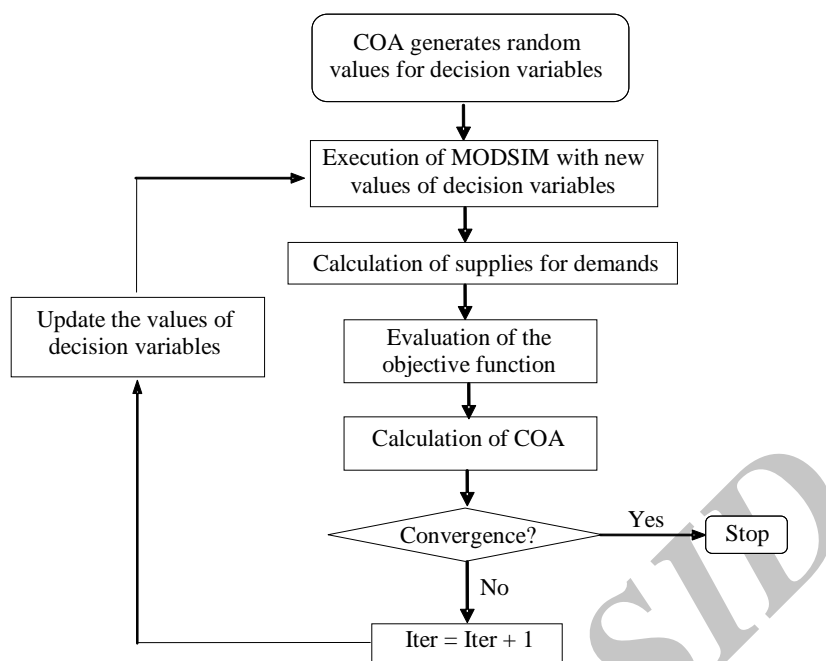 COA generates random
values for decision variables
Execution of MODSIM with new
values of decision variables
Calculation of supplies for demands
Update the values of
decision variables
Evaluation of the
objective function
Calculation of COA
Convergence?
Yes
Stop
No
Iter = Iter + 1
SID